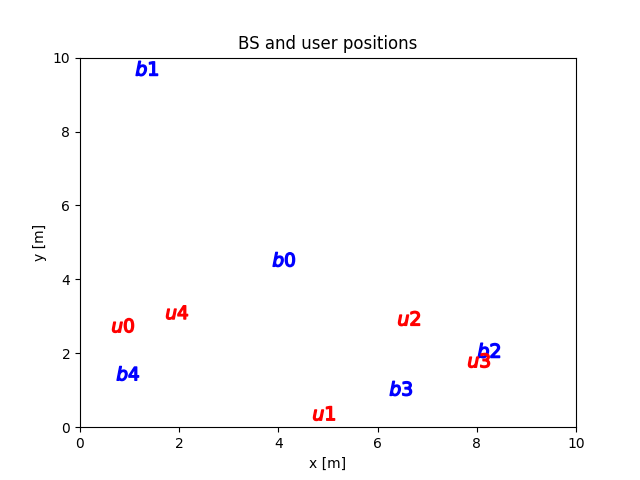 BS and user positions
10
8
6
4
2
0
y [m]
b1
b0
u4
u0
u2
b2
u3
b4
b3
u1
0 2 4 6 8 10
x [m]